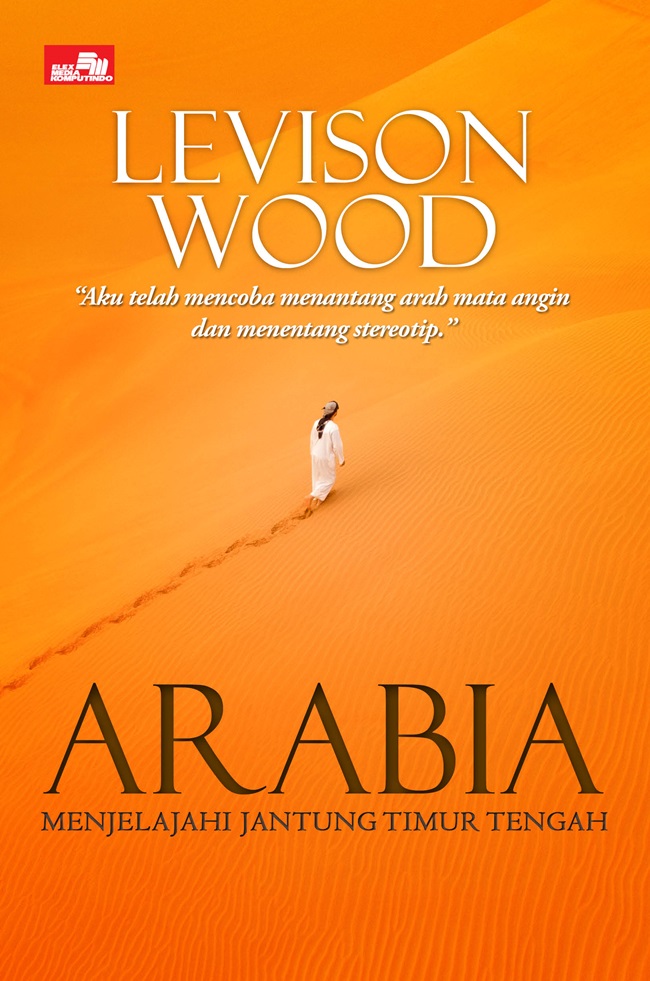 ELEX
MEDIA
KOMPUTINDO
LEVISON
WOOD
“Aku telah mencoba menantang arah mata angin
dan menentang stereotip.”
ARABIA
MENJELAJAHI JANTUNG TIMUR TENGAH